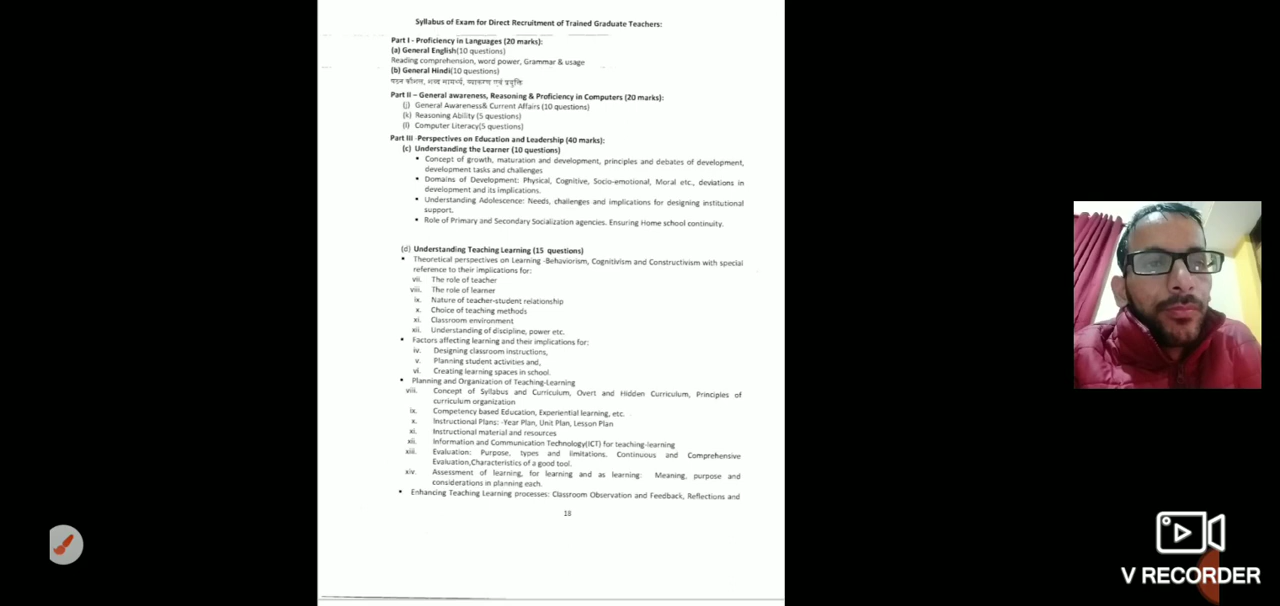 Syllabus of Exam for Direct Recruitment of Trained Graduate Teachers:
Part I - Proficiency in Languages (20 marks):
(a) General English(10 questions)
Reading comprehension, word power, Grammar & usage
(b) General Hindi(10 questions)
पठन कौशल, शब्द सामर्थ्य, व्याकरण एवं प्रयुक्ति
Part II – General awareness, Reasoning & Proficiency in Computers (20 marks):
(j) General Awareness& Current Affairs (10 questions)
(k) Reasoning Ability (5 questions)
(l) Computer Literacy(5 questions)
Part III -Perspectives on Education and Leadership (40 marks):
(c) Understanding the Learner (10 questions)
• Concept of growth, maturation and development, principles and debates of development,
development tasks and challenges
• Domains of Development: Physical, Cognitive, Socio-emotional, Moral etc., deviations in
development and its implications.
• Understanding Adolescence: Needs, challenges and implications for designing institutional
support.
• Role of Primary and Secondary Socialization agencies. Ensuring Home school continuity.
(d) Understanding Teaching Learning (15 questions)
• Theoretical perspectives on Learning -Behaviorism, Cognitivism and Constructivism with special
reference to their implications for:
vii. The role of teacher
viii. The role of learner
ix. Nature of teacher-student relationship
x. Choice of teaching methods
xi. Classroom environment
xii. Understanding of discipline, power etc.
• Factors affecting learning and their implications for:
iv. Designing classroom instructions,
v. Planning student activities and,
vi. Creating learning spaces in school.
• Planning and Organization of Teaching-Learning
viii. Concept of Syllabus and Curriculum, Overt and Hidden Curriculum, Principles of
curriculum organization
ix. Competency based Education, Experiential learning, etc.
x. Instructional Plans: -Year Plan, Unit Plan, Lesson Plan
xi. Instructional material and resources
xii. Information and Communication Technology(ICT) for teaching-learning
xiii. Evaluation: Purpose, types and limitations. Continuous and Comprehensive
Evaluation,Characteristics of a good tool.
xiv. Assessment of learning, for learning and as learning: Meaning, purpose and
considerations in planning each.
• Enhancing Teaching Learning processes: Classroom Observation and Feedback, Reflections and
18
V RECORDER